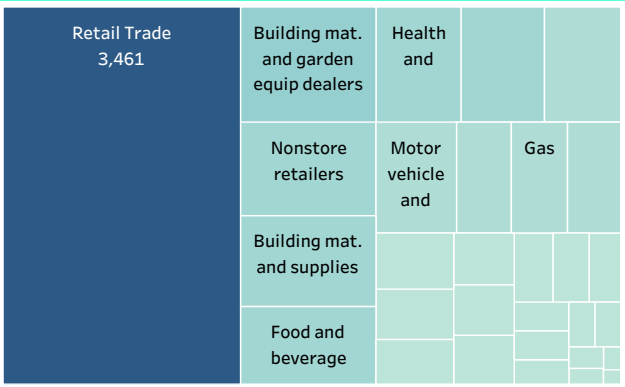 Retail Trade
3,461
Building mat.
and garden
equip dealers
Health
and
Nonstore
retailers
Motor
vehicle
and
Gas
Building mat.
and supplies
Food and
beverage